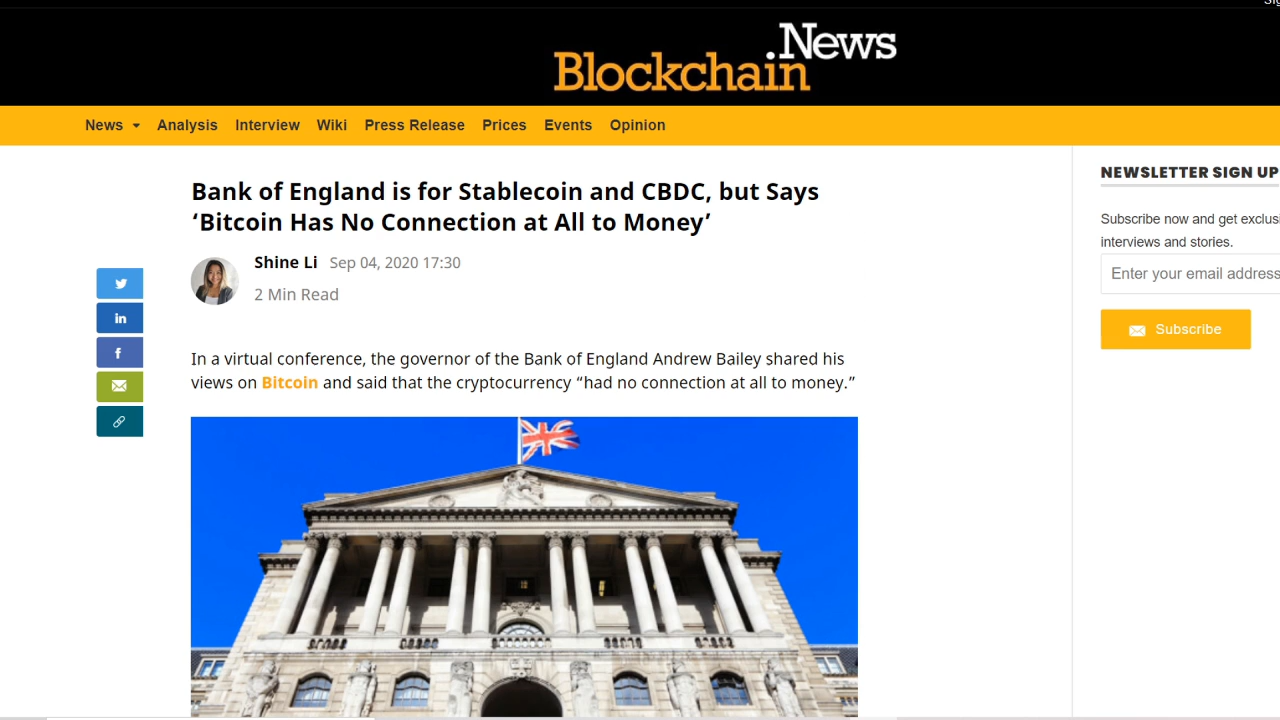 Sig
News
Blockchain
News Analysis Interview Wiki Press Release Prices Events Opinion
Bank of England is for Stablecoin and CBDC, but Says
‘Bitcoin Has No Connection at All to Money’
Shine Li Sep 04, 2020 17:30
2 Min Read
In a virtual conference, the governor of the Bank of England Andrew Bailey shared his
views on Bitcoin and said that the cryptocurrency “had no connection at all to money.”
NEWSLETTER SIGN UP
Subscribe now and get exclusi
interviews and stories.
Enter your email address
Subscribe